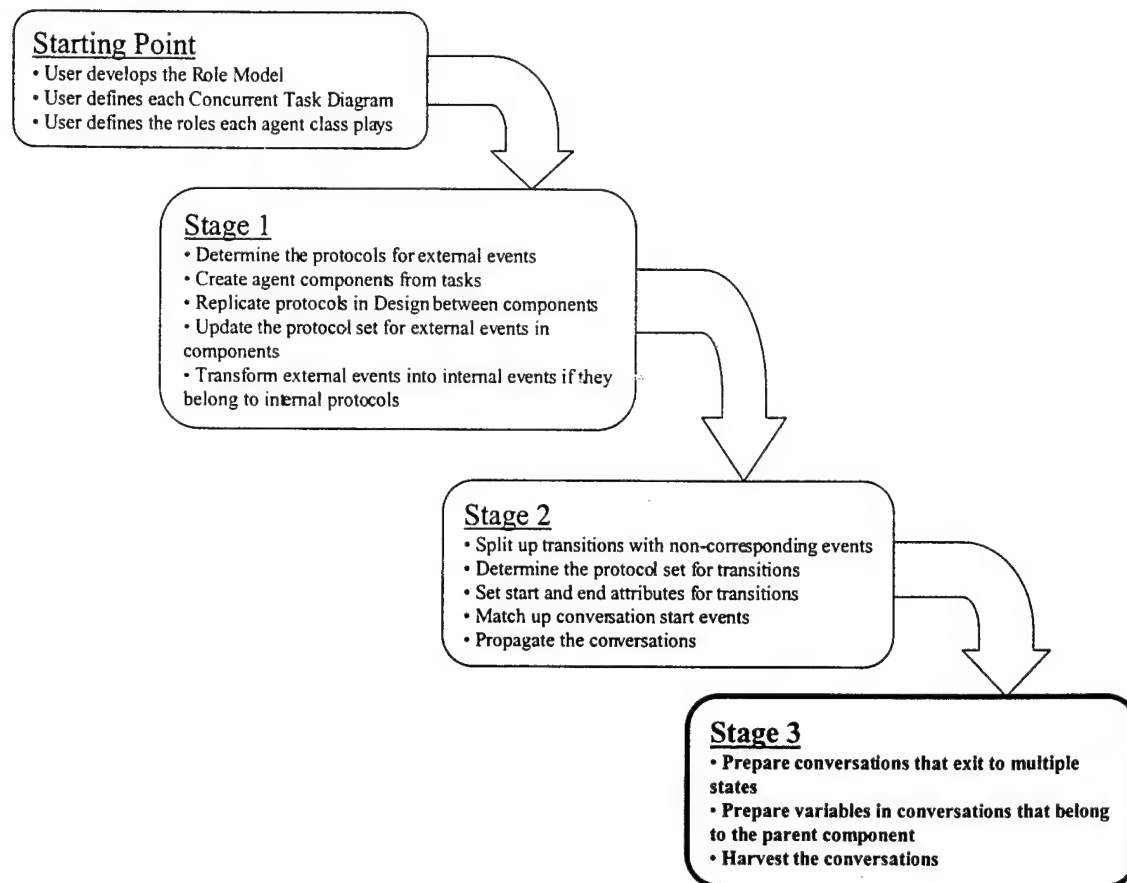 Starting Point
• User develops the Role Model
• User defines each Concurrent Task Diagram
• User defines the roles each agent class plays
Stage 1
• Determine the protocols for external events
• Create agent components from tasks
• Replicate protocols in Design between components
• Update the protocol set for external events in
components
• Transform external events into internal events if they
belong to internal protocols
Stage 2
• Split up transitions with non-corresponding events
• Determine the protocol set for transitions
• Set start and end attributes for transitions
• Match up conversation start events
• Propagate the conversations
Stage 3
• Prepare conversations that exit to multiple
states
• Prepare variables in conversations that belong
to the parent component
• Harvest the conversations